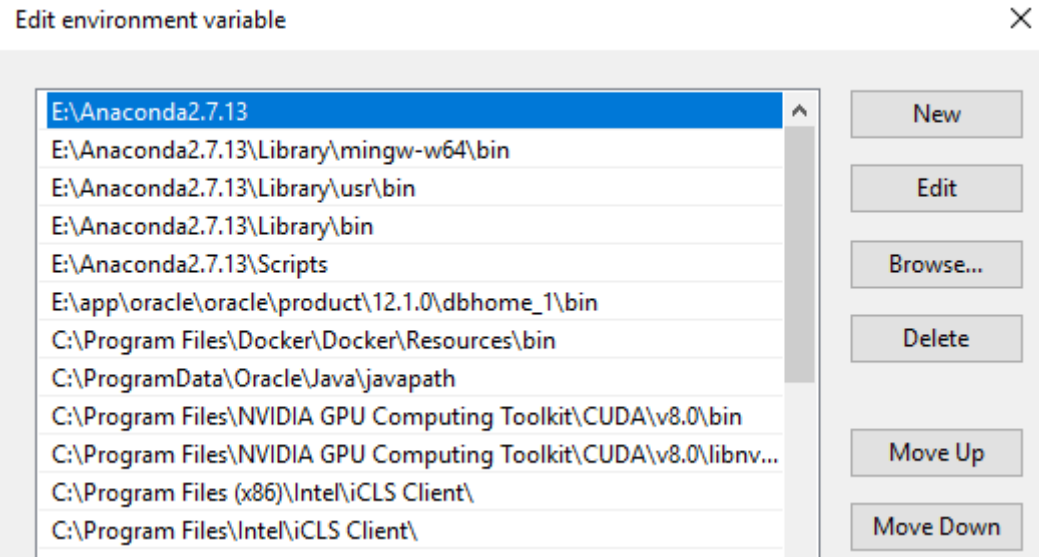 Edit environment variable
E:\Anaconda2.7.13
E:\Anaconda2.7.13\Library\mingw-w64\bin
E:\Anaconda2.7.13\Library\usr\bin
E:\Anaconda2.7.13\Library\bin
E:\Anaconda2.7.13\Scripts
E:\app\oracle\oracle\product\12.1.0\dbhome_1\bin
C:\Program Files\Docker\Docker\Resources\bin
C:\ProgramData\Oracle\Java\javapath
C:\Program Files\NVIDIA GPU Computing Toolkit\CUDA\v8.0\bin
C:\Program Files\NVIDIA GPU Computing Toolkit\CUDA\v8.0\libnv...
C:\Program Files (x86)\Intel\iCLS Client\
C:\Program Files\Intel\iCLS Client\
New
Edit
Browse...
Delete
Move Up
Move Down